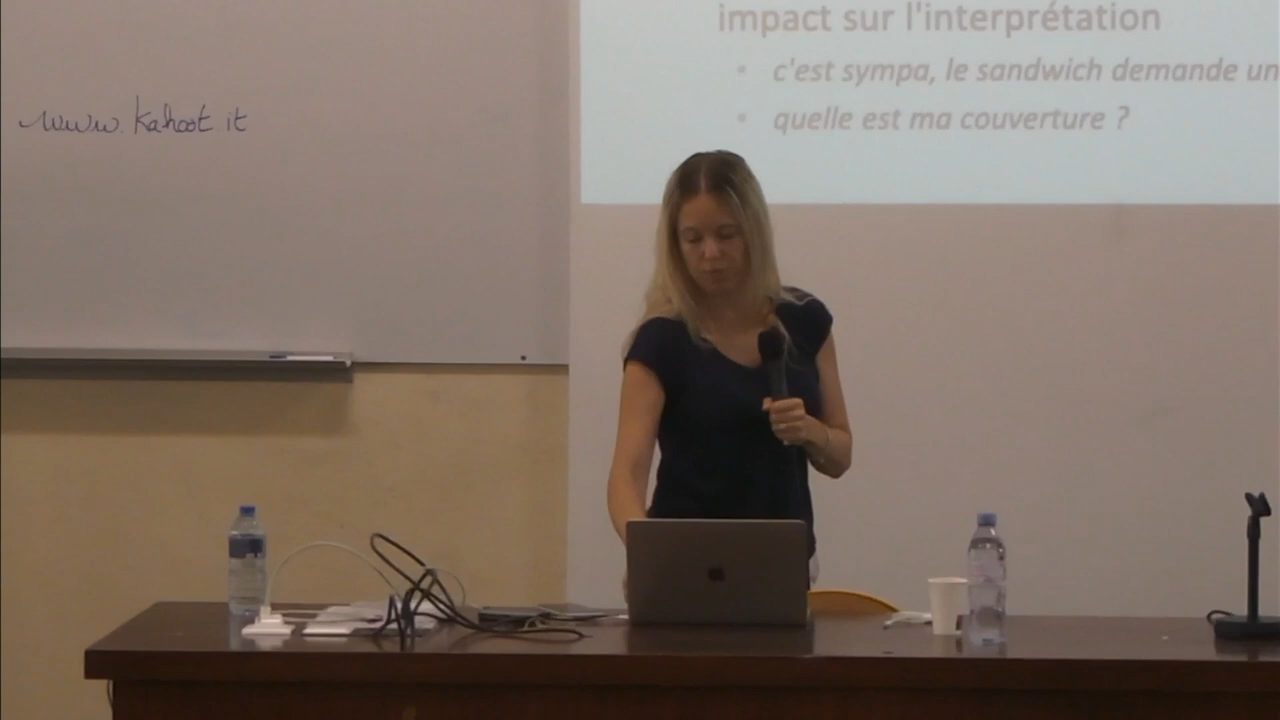 www.kahoot.it
impact sur l'interprétation
• c'est sympa, le sandwich demande un
• quelle est ma couverture ?